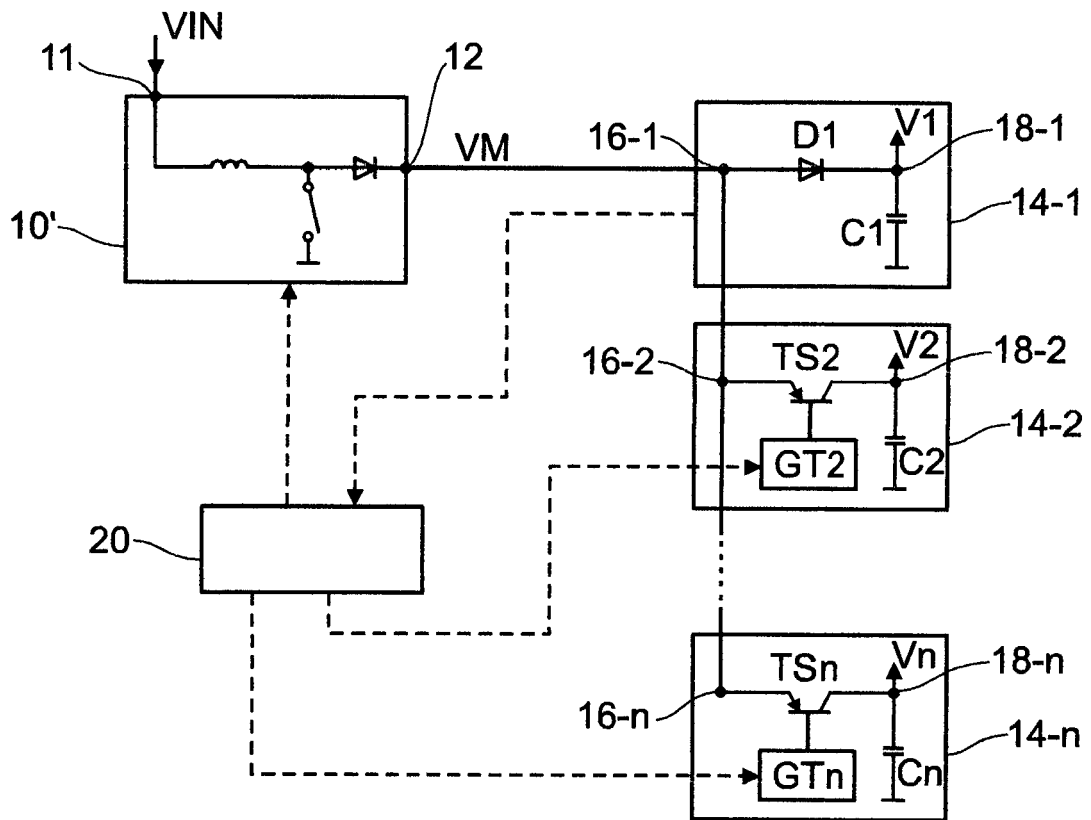 VIN
11
12
10'
VM
16-1
D1
V1
18-1
C1
14-1
16-2
TS2
V2
18-2
GT2
C2
14-2
20
16-n
TSn
Vn
18-n
GTn
Cn
14-n